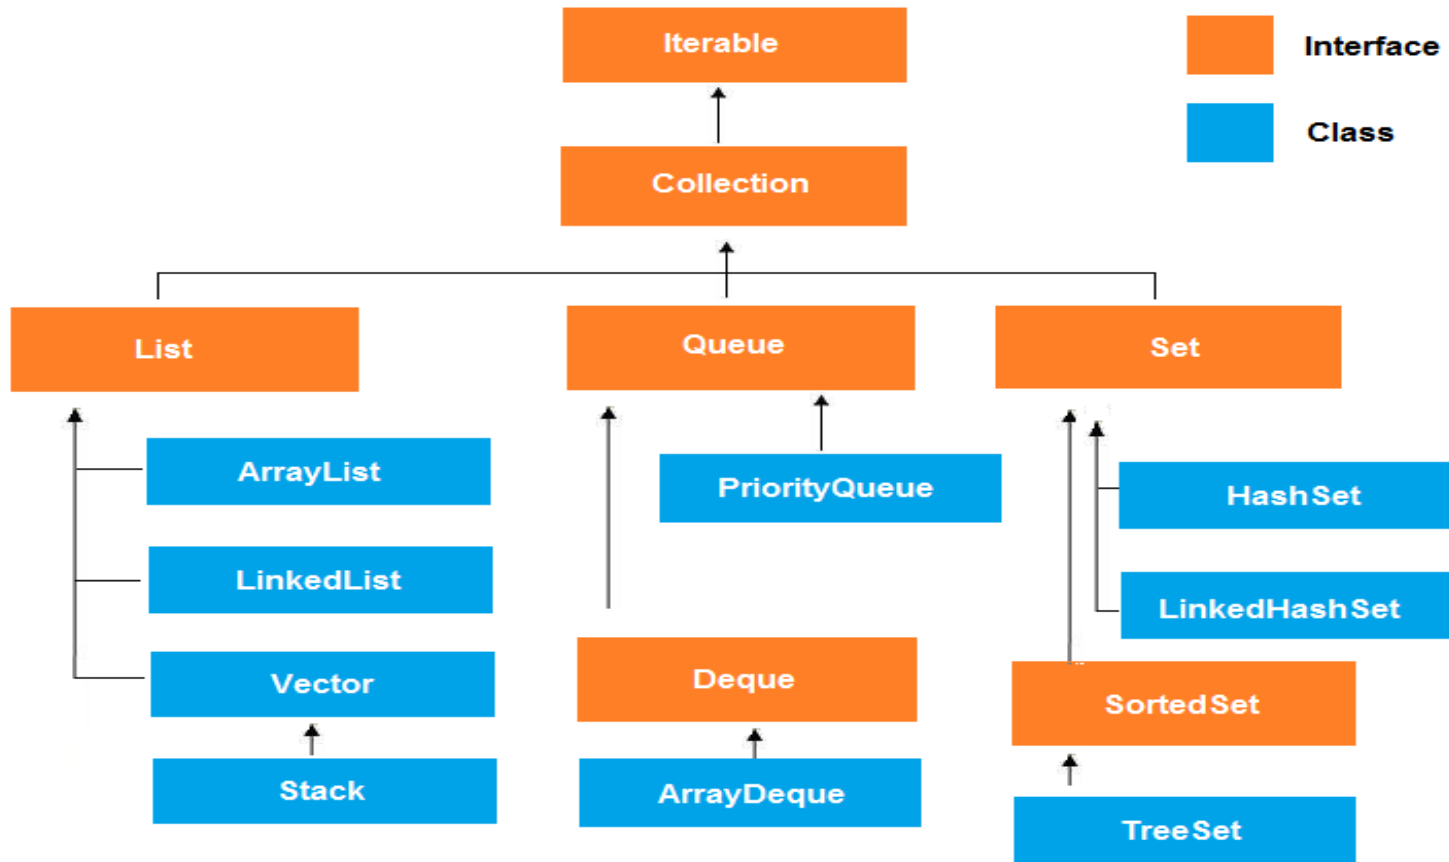 Iterable
Interface
Class
Collection
List
Queue
Set
ArrayList
PriorityQueue
HashSet
LinkedList
LinkedHashSet
Vector
Deque
SortedSet
Stack
ArrayDeque
TreeSet